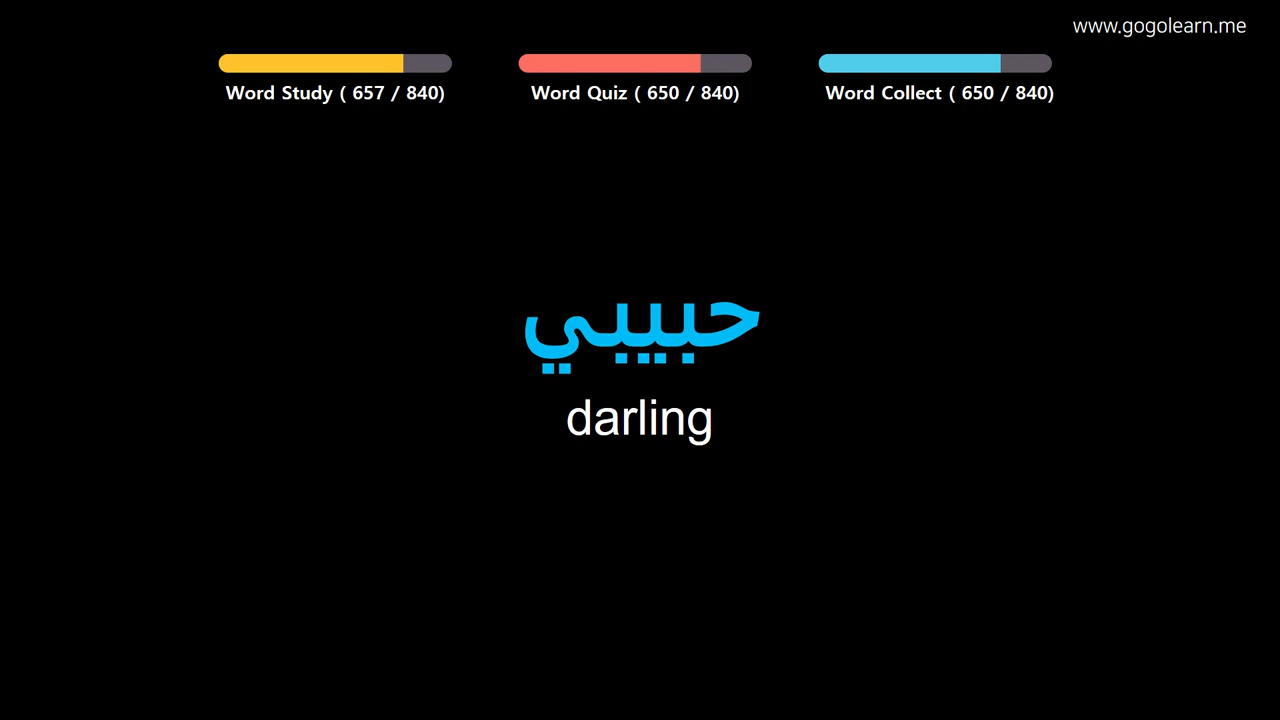 www.gogolearn.me
Word Study ( 657 / 840)
Word Quiz ( 650 / 840)
Word Collect ( 650 / 840)
حبيبي
darling